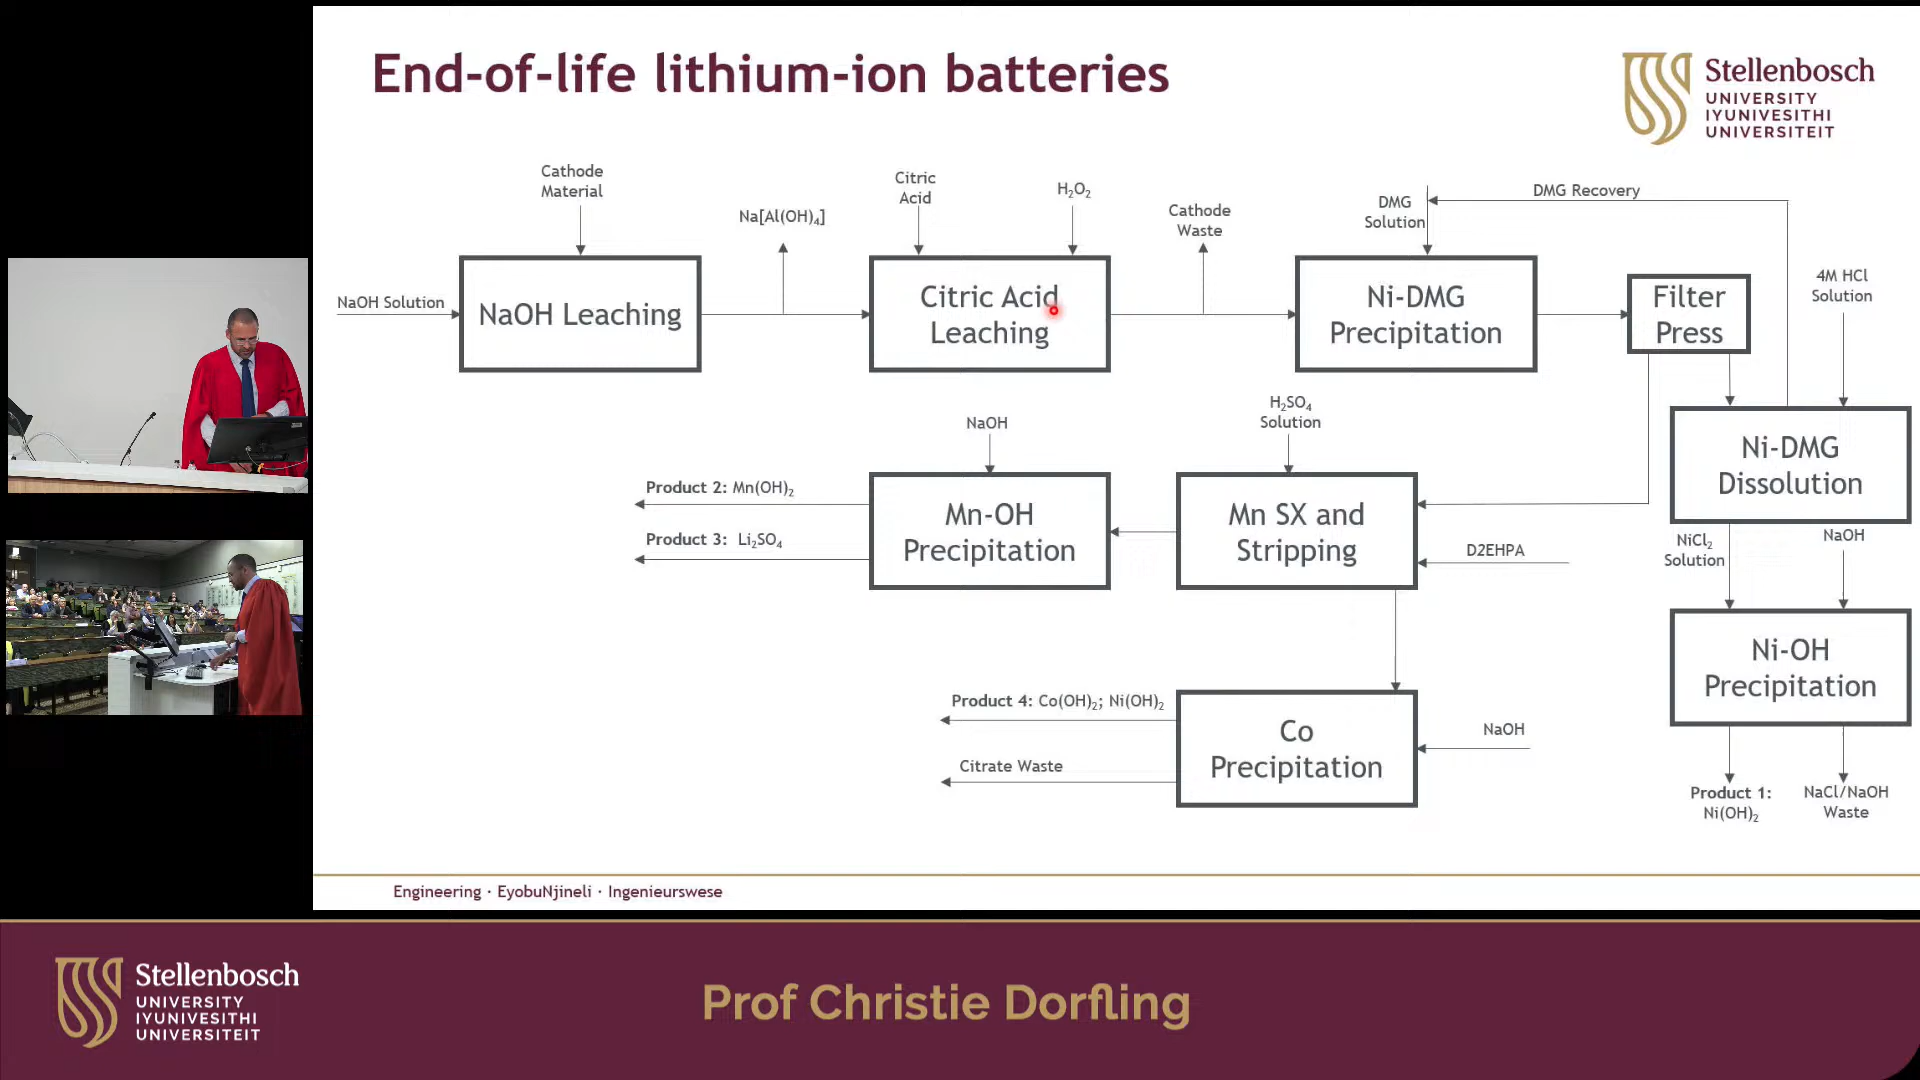 End-of-life lithium-ion batteries
Stellenbosch
UNIVERSITY
IYUNIVESITHI
UNIVERSITEIT
Cathode
Material
Na[Al(OH)₄]
Citric
Acid
H₂O₂
Cathode
Waste
DMG
Solution
DMG Recovery
4M HCl
Solution
NaOH Solution
NaOH Leaching
Citric Acid
Leaching
Ni-DMG
Precipitation
Filter
Press
Ni-DMG
Dissolution
NaOH
H₂SO₄
Solution
Product 2: Mn(OH)₂
Product 3: Li₂SO₄
Mn-OH
Precipitation
Mn SX and
Stripping
D2EHPA
NiCl₂
Solution
NaOH
Ni-OH
Precipitation
Product 4: Co(OH)₂; Ni(OH)₂
Citrate Waste
Co
Precipitation
NaOH
Product 1:
Ni(OH)₂
NaCl/NaOH
Waste
Engineering · EyobuNjineli · Ingenieurswese
Stellenbosch
UNIVERSITY
IYUNIVESITHI
UNIVERSITEIT
Prof Christie Dorfling